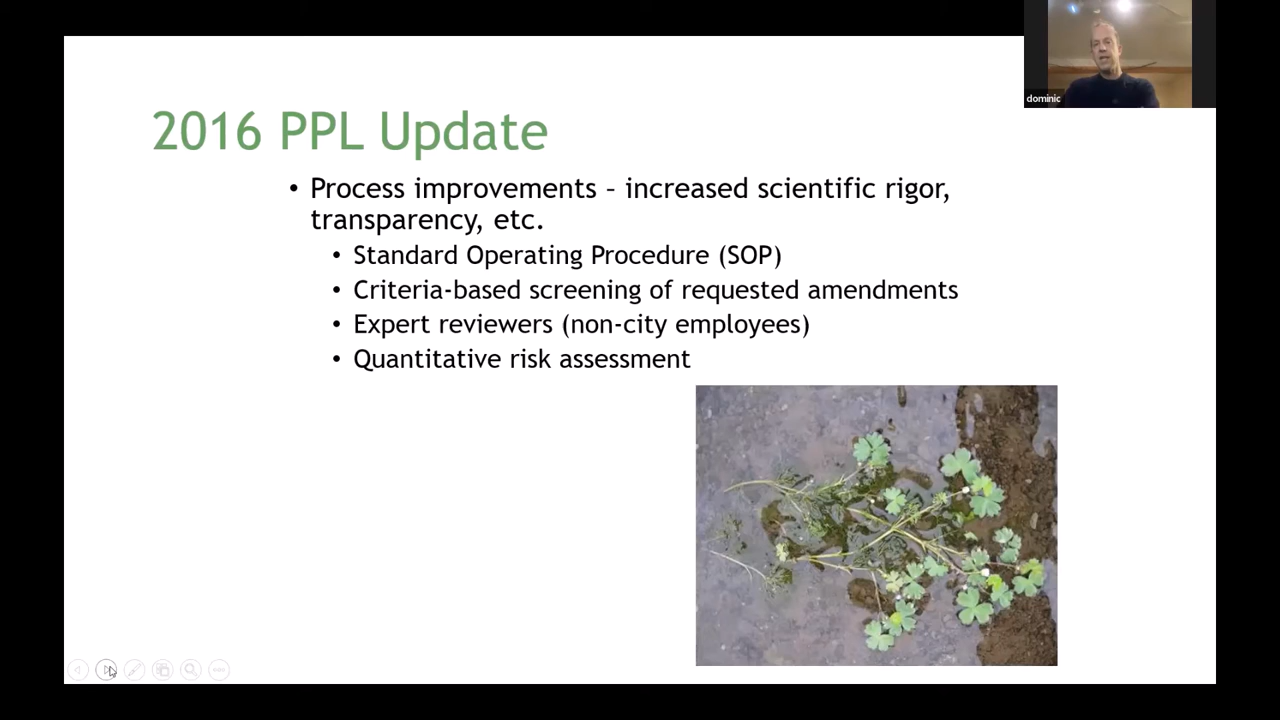 dominic
2016 PPL Update
• Process improvements – increased scientific rigor,
transparency, etc.
• Standard Operating Procedure (SOP)
• Criteria-based screening of requested amendments
• Expert reviewers (non-city employees)
• Quantitative risk assessment